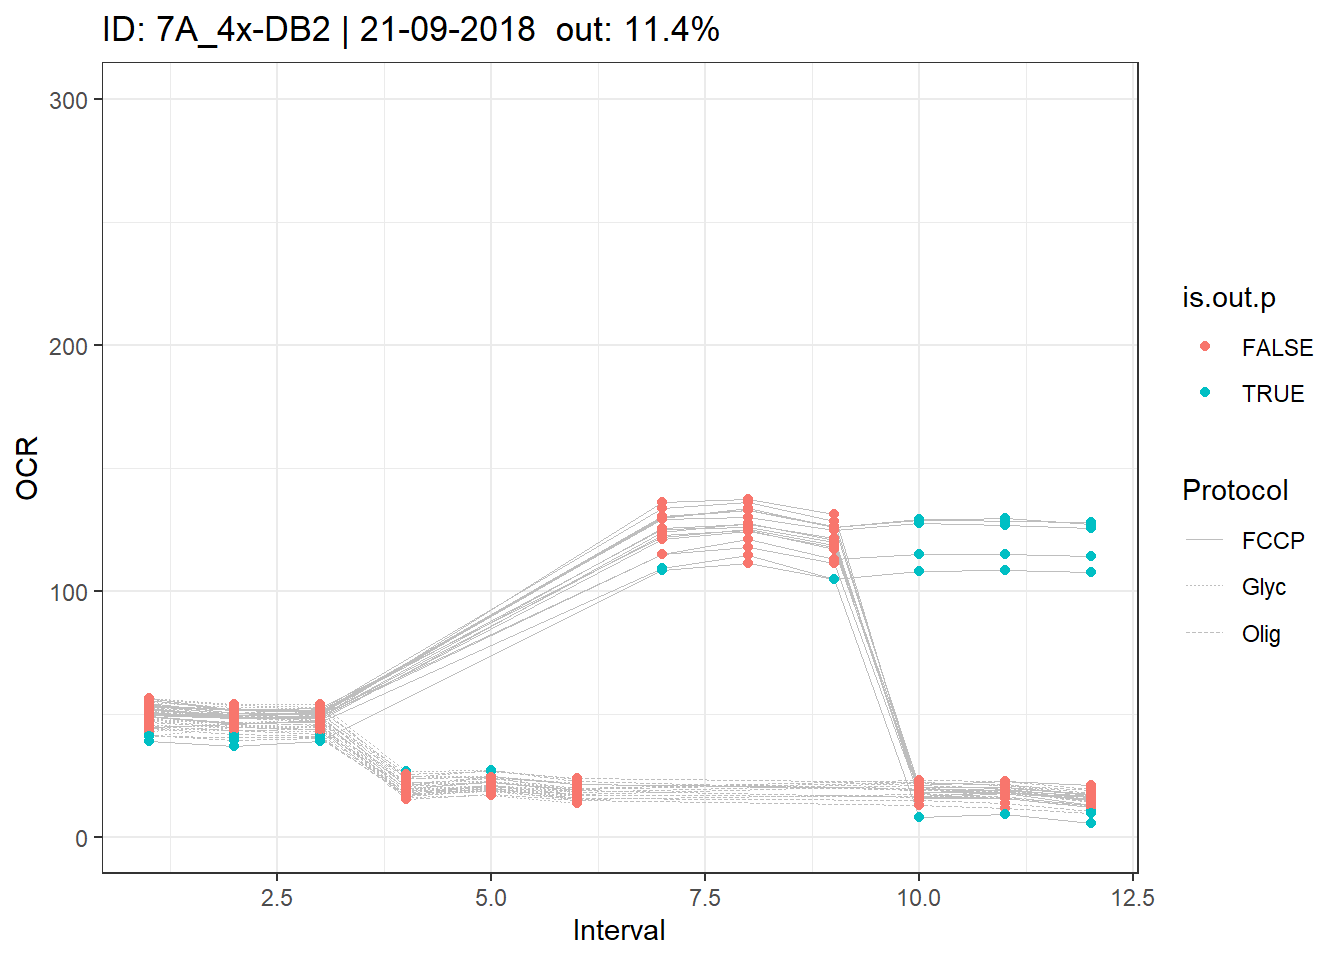 ID: 7A_4x-DB2 | 21-09-2018  out: 11.4%
300
200
100
0
OCR
2.5
5.0
7.5
10.0
12.5
Interval
is.out.p
FALSE
TRUE
Protocol
FCCP
Glyc
Olig